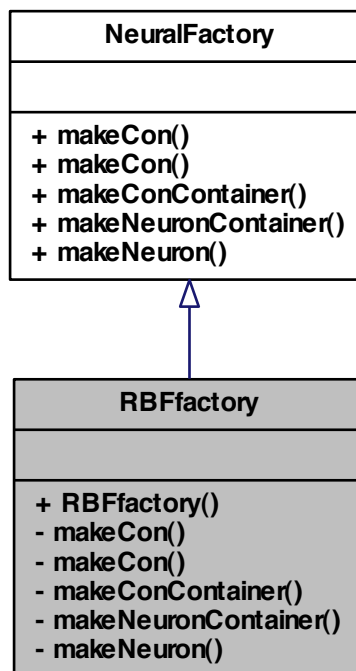 NeuralFactory
+ makeCon()
+ makeCon()
+ makeConContainer()
+ makeNeuronContainer()
+ makeNeuron()
RBFfactory
+ RBFfactory()
- makeCon()
- makeCon()
- makeConContainer()
- makeNeuronContainer()
- makeNeuron()